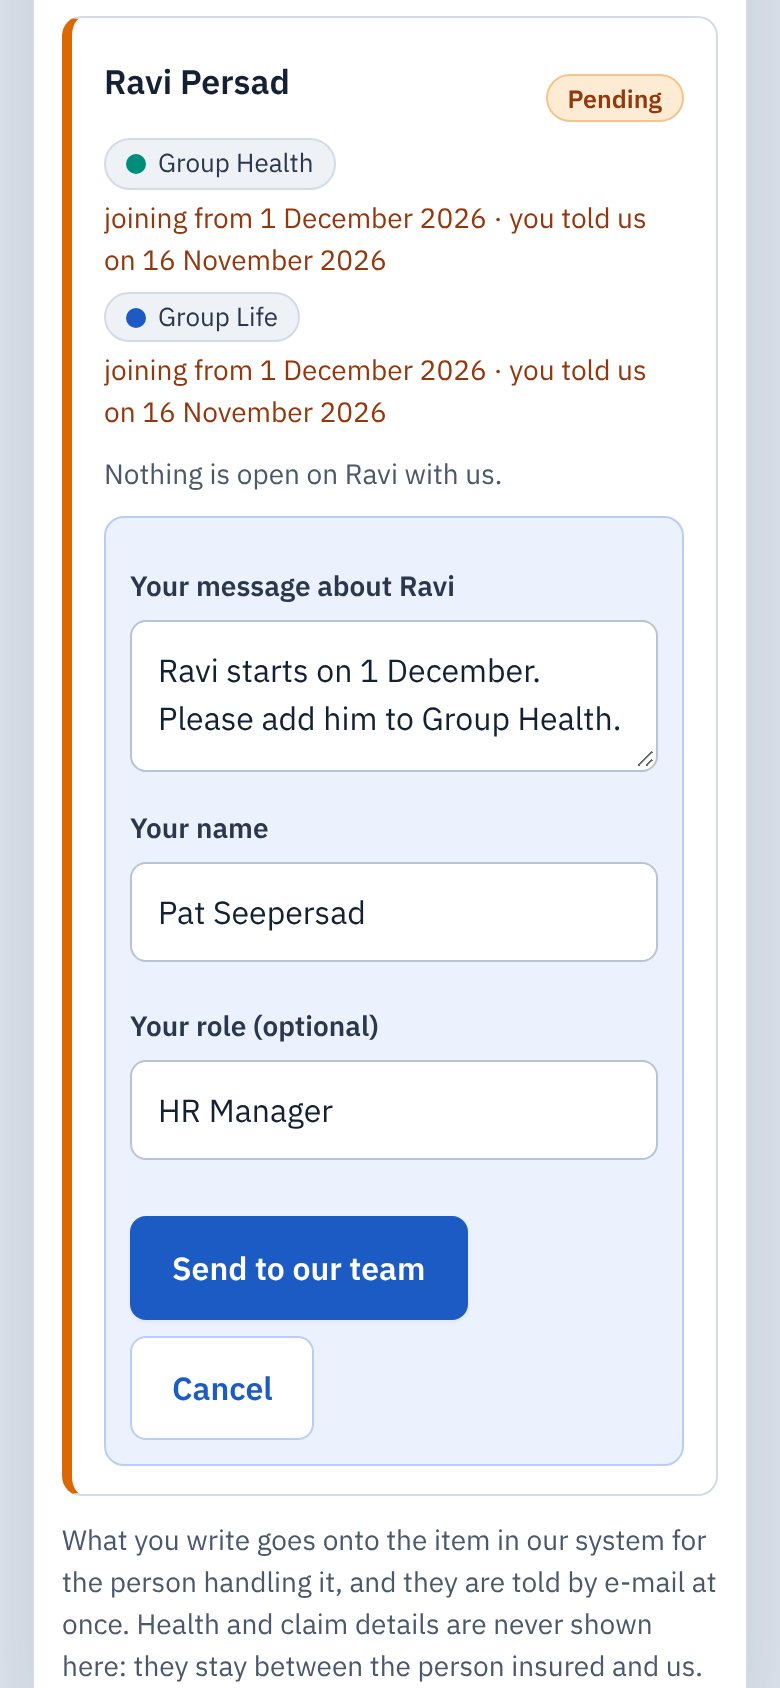 Ravi Persad
Pending
Group Health
joining from 1 December 2026 · you told us
on 16 November 2026
Group Life
joining from 1 December 2026 · you told us
on 16 November 2026
Nothing is open on Ravi with us.
Your message about Ravi
Ravi starts on 1 December.
Please add him to Group Health.
Your name
Pat Seepersad
Your role (optional)
HR Manager
Send to our team
Cancel
What you write goes onto the item in our system for
the person handling it, and they are told by e-mail at
once. Health and claim details are never shown
here: they stay between the person insured and us.